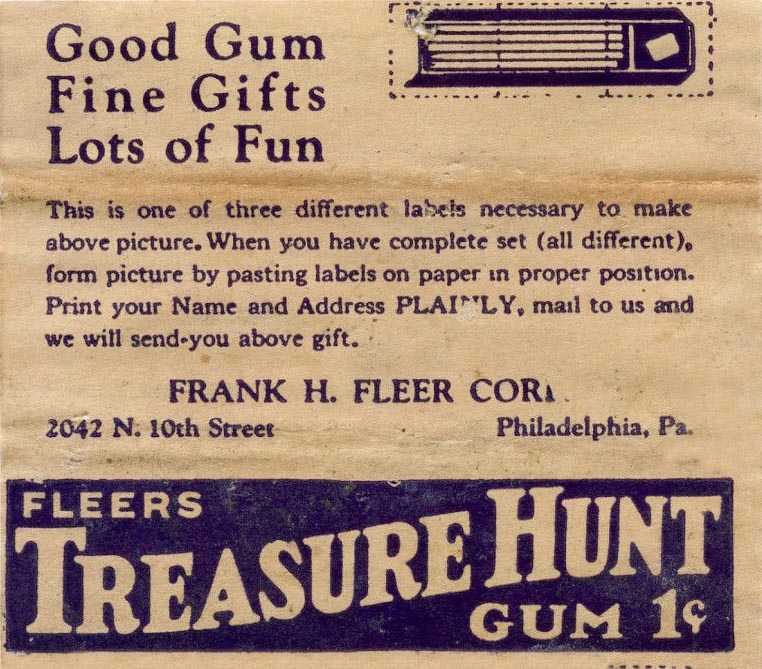 Good Gum
Fine Gifts
Lots of Fun
This is one of three different labels necessary to make
above picture. When you have complete set (all different),
form picture by pasting labels on paper in proper position.
Print your Name and Address PLAINLY, mail to us and
we will send you above gift.
FRANK H. FLEER CORP.
2042 N. 10th Street Philadelphia, Pa.
FLEERS
TREASURE HUNT
GUM 1¢